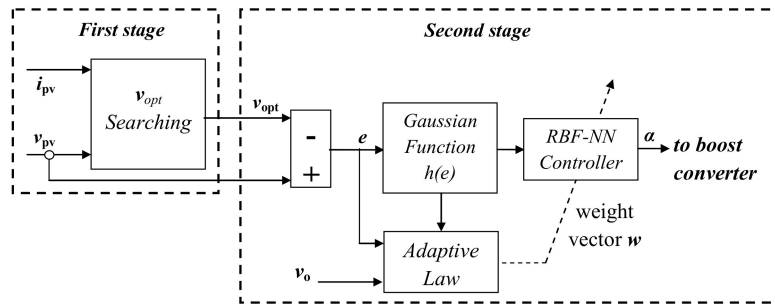 First stage
Second stage
i_pv
v_pv
v_opt
Searching
v_opt
-
+
e
Gaussian
Function
h(e)
RBF-NN
Controller
α
to boost
converter
weight
vector w
Adaptive
Law
v_o